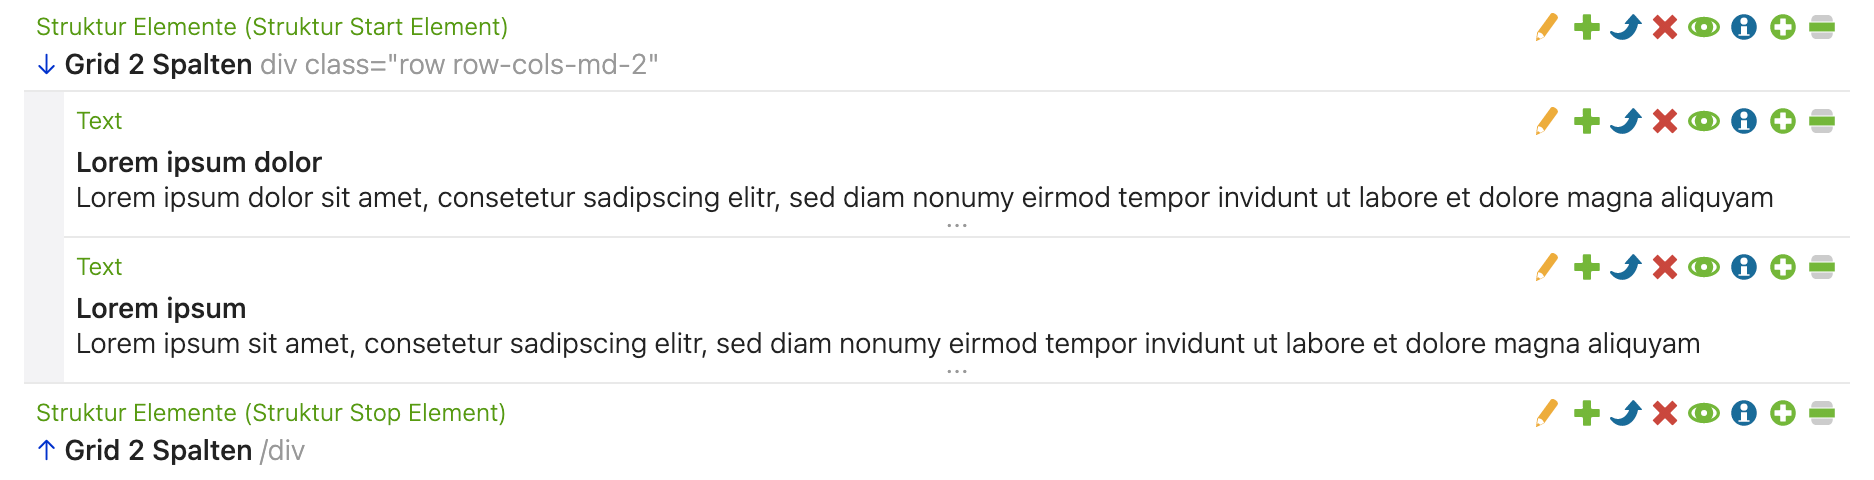 Struktur Elemente (Struktur Start Element)
↓ Grid 2 Spalten div class="row row-cols-md-2"
Text
Lorem ipsum dolor
Lorem ipsum dolor sit amet, consetetur sadipscing elitr, sed diam nonumy eirmod tempor invidunt ut labore et dolore magna aliquyam
...
Text
Lorem ipsum
Lorem ipsum sit amet, consetetur sadipscing elitr, sed diam nonumy eirmod tempor invidunt ut labore et dolore magna aliquyam
...
Struktur Elemente (Struktur Stop Element)
↑ Grid 2 Spalten /div